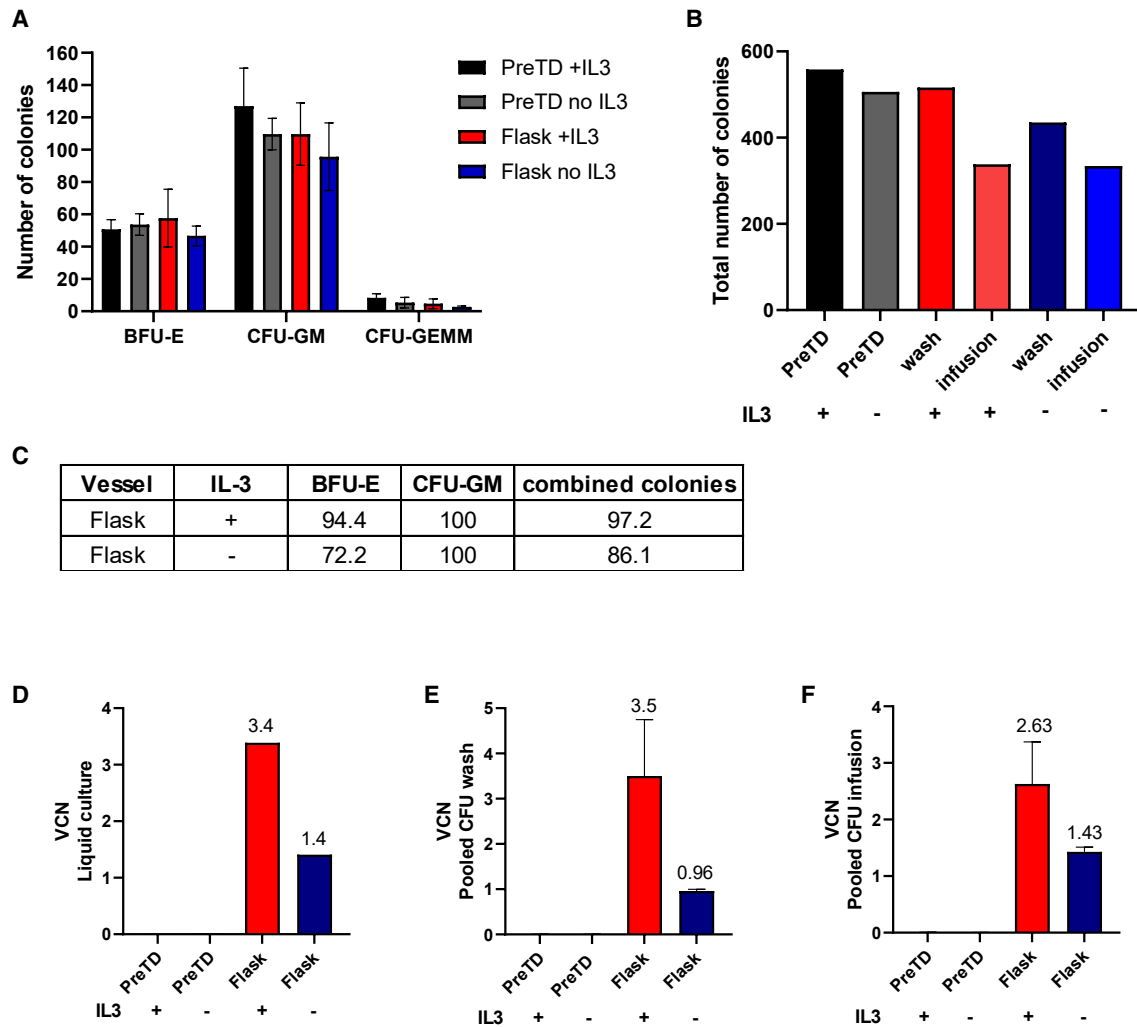 A
Number of colonies
160
140
120
100
80
60
40
20
0
BFU-E CFU-GM CFU-GEMM
PreTD +IL3
PreTD no IL3
Flask +IL3
Flask no IL3
B
Total number of colonies
600
400
200
0
PreTD PreTD wash infusion wash infusion
IL3 + - + + - -
C
Vessel IL-3 BFU-E CFU-GM combined colonies
Flask + 94.4 100 97.2
Flask - 72.2 100 86.1
D
VCN
Liquid culture
4
3
2
1
0
3.4
1.4
PreTD PreTD Flask Flask
IL3 + - + -
E
VCN
Pooled CFU wash
5
4
3
2
1
0
3.5
0.96
PreTD PreTD Flask Flask
IL3 + - + -
F
VCN
Pooled CFU infusion
4
3
2
1
0
2.63
1.43
PreTD PreTD Flask Flask
IL3 + - + -